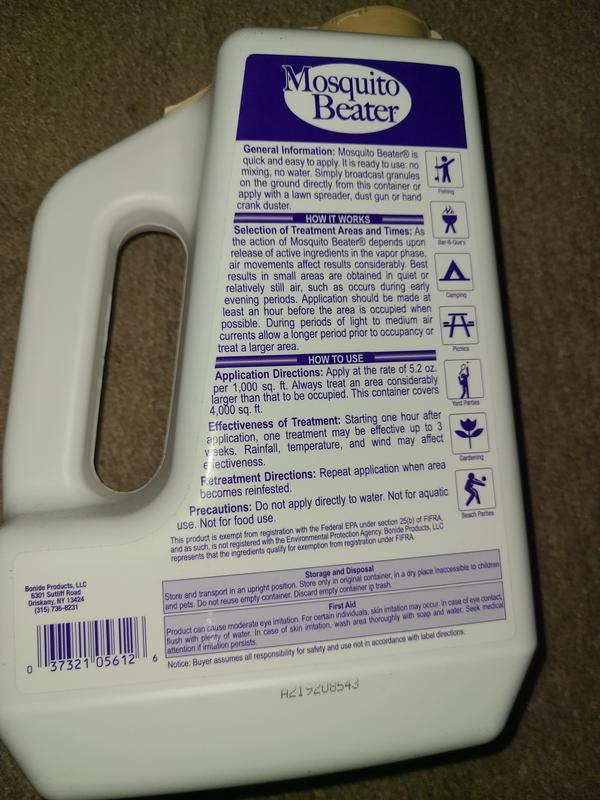 Mosquito
Beater
General Information: Mosquito Beater® is
quick and easy to apply. It is ready to use: no
mixing, no water. Simply broadcast granules
on the ground directly from this container or
apply with a lawn spreader, dust gun or hand
crank duster.
Fishing
HOW IT WORKS
Selection of Treatment Areas and Times: As
the action of Mosquito Beater® depends upon
release of active ingredients in the vapor phase,
air movements affect results considerably. Best
results in small areas are obtained in quiet or
relatively still air, such as occurs during early
evening periods. Application should be made at
least an hour before the area is occupied when
possible. During periods of light to medium air
currents allow a longer period prior to occupancy or
treat a larger area.
Bar-B-Que's
Camping
Picnics
HOW TO USE
Application Directions: Apply at the rate of 5.2 oz.
per 1,000 sq. ft. Always treat an area considerably
larger than that to be occupied. This container covers
4,000 sq. ft.
Yard Parties
Effectiveness of Treatment: Starting one hour after
application, one treatment may be effective up to 3
weeks. Rainfall, temperature, and wind may affect
effectiveness.
Gardening
Retreatment Directions: Repeat application when area
becomes reinfested.
Precautions: Do not apply directly to water. Not for aquatic
use. Not for food use.
Beach Parties
This product is exempt from registration with the Federal EPA under section 25(b) of FIFRA,
and as such, is not registered with the Environmental Protection Agency. Bonide Products, LLC
represents that the ingredients qualify for exemption from registration under FIFRA.
Bonide Products, LLC
6301 Sutliff Road
Oriskany, NY 13424
(315) 736-8231
Storage and Disposal
Store and transport in an upright position. Store only in original container, in a dry place inaccessible to children
and pets. Do not reuse empty container. Discard empty container in trash.
First Aid
Product can cause moderate eye irritation. For certain individuals, skin irritation may occur. In case of eye contact,
flush with plenty of water. In case of skin irritation, wash area thoroughly with soap and water. Seek medical
attention if irritation persists.
Notice: Buyer assumes all responsibility for safety and use not in accordance with label directions.
0 37321 05612 6
A219208543